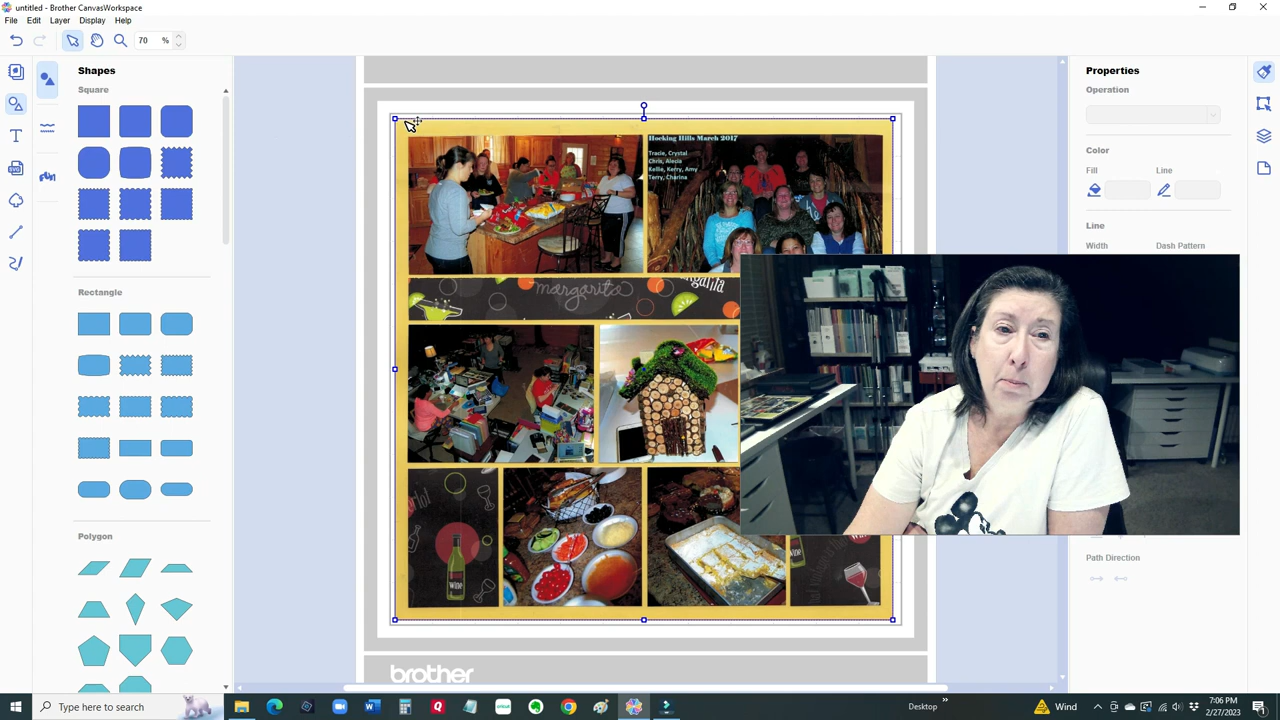 untitled - Brother CanvasWorkspace
File Edit Layer Display Help
70 %
Shapes
Square
Rectangle
Polygon
Hocking Hills March 2017
Tracie, Crystal
Chris, Alecia
Kellie, Kerry, Amy
Terry, Charina
margarita
margarita
Wine
brother
Properties
Operation
Color
Fill Line
Line
Width Dash Pattern
Path Direction
Type here to search
Desktop
Wind
7:06 PM
2/27/2023